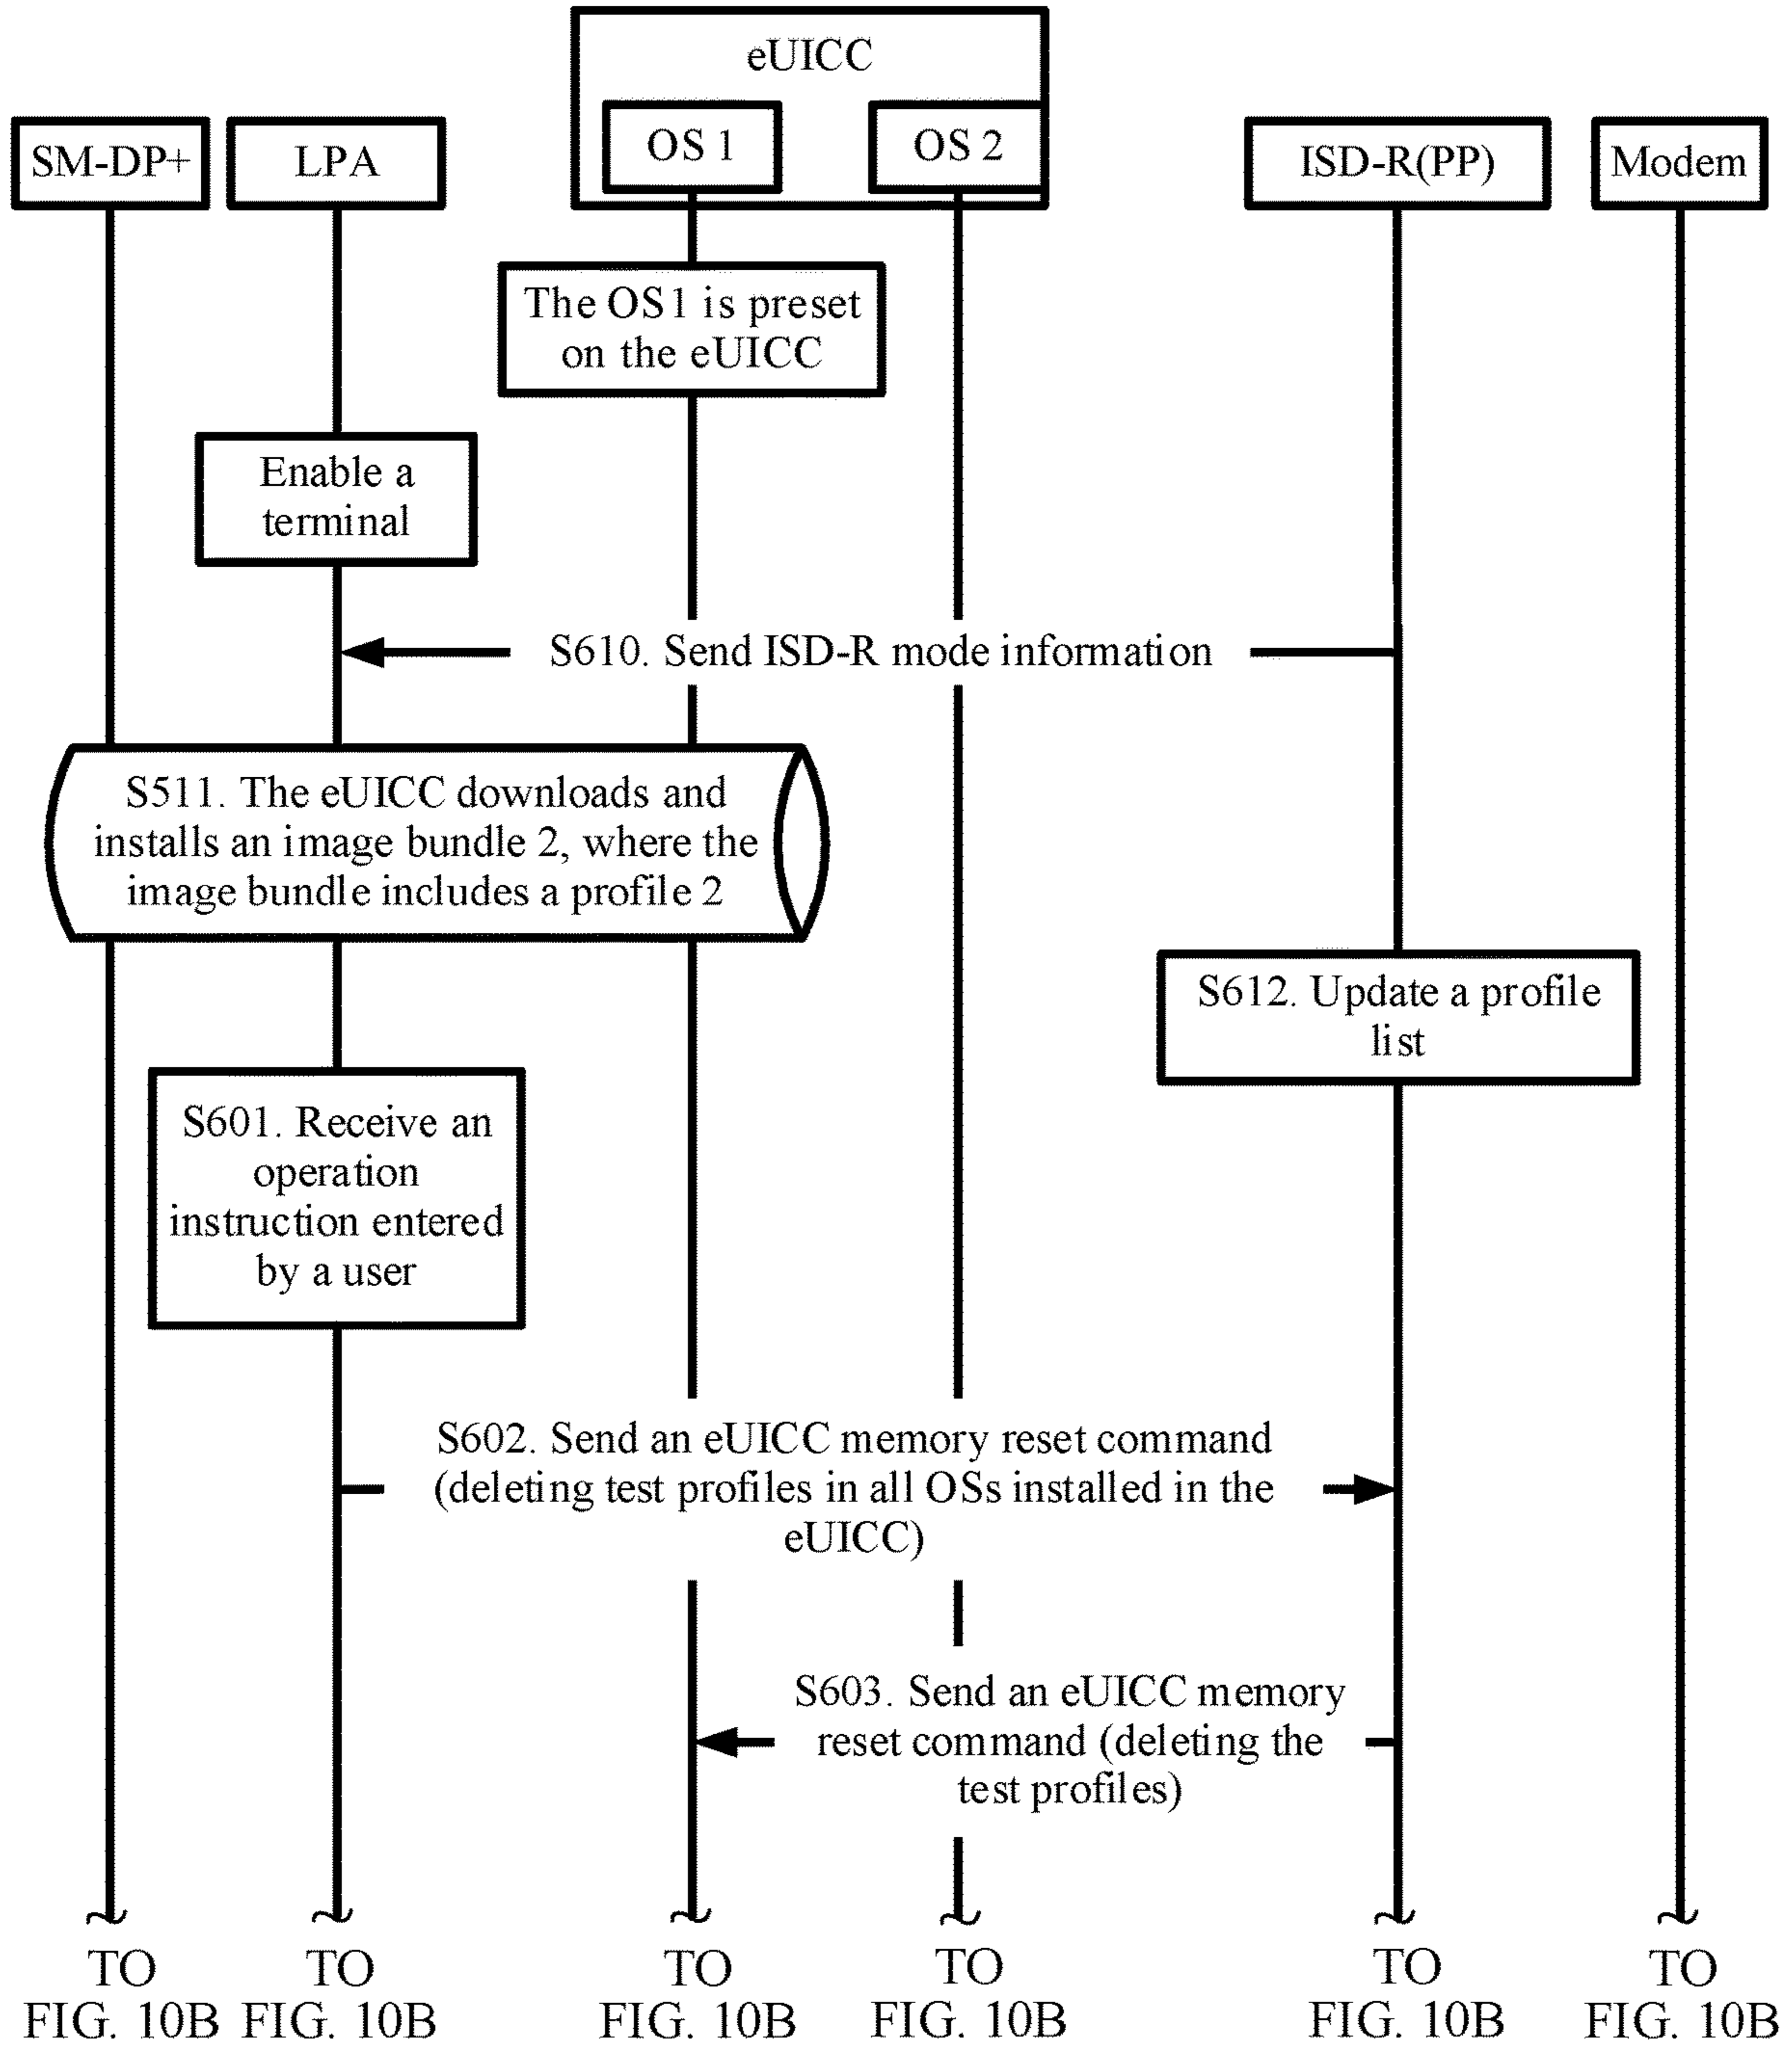 eUICC
SM-DP+
LPA
OS 1
OS 2
ISD-R(PP)
Modem
The OS1 is preset
on the eUICC
Enable a
terminal
S610. Send ISD-R mode information
S511. The eUICC downloads and
installs an image bundle 2, where the
image bundle includes a profile 2
S612. Update a profile
list
S601. Receive an
operation
instruction entered
by a user
S602. Send an eUICC memory reset command
(deleting test profiles in all OSs installed in the
eUICC)
S603. Send an eUICC memory
reset command (deleting the
test profiles)
TO
FIG. 10B
TO
FIG. 10B
TO
FIG. 10B
TO
FIG. 10B
TO
FIG. 10B
TO
FIG. 10B